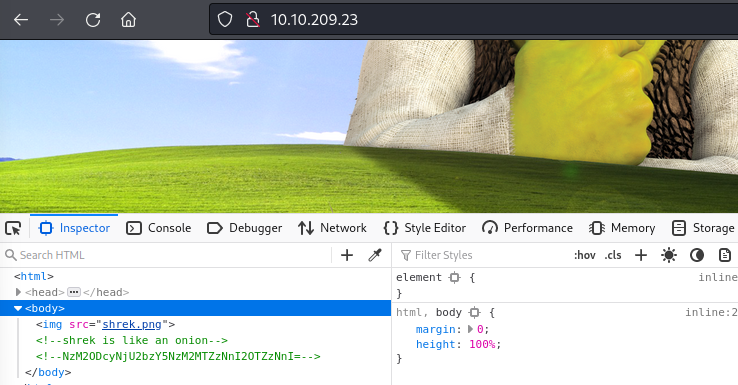 10.10.209.23
Inspector Console Debugger Network Style Editor Performance Memory Storage
Search HTML
Filter Styles :hov .cls
<html>
<head> ••• </head>
<body>
<img src="shrek.png">
<!--shrek is like an onion-->
<!--NzM2ODcyNjU2bzY5NzM2MTZzNnI2OTZzNnI=-->
</body>
element { inline
}
html, body { inline:2
margin: 0;
height: 100%;
}